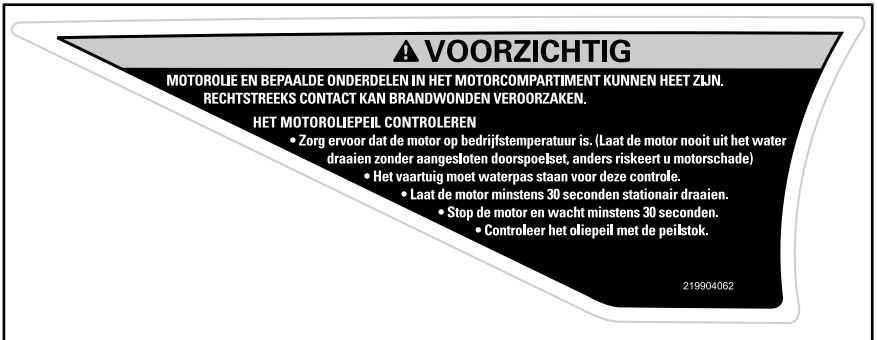 ⚠ VOORZICHTIG
MOTOROLIE EN BEPAALDE ONDERDELEN IN HET MOTORCOMPARTIMENT KUNNEN HEET ZIJN.
RECHTSTREEKS CONTACT KAN BRANDWONDEN VEROORZAKEN.
HET MOTOROLIEPEIL CONTROLEREN
• Zorg ervoor dat de motor op bedrijfstemperatuur is. (Laat de motor nooit uit het water
draaien zonder aangesloten doorspoelset, anders riskeert u motorschade)
• Het vaartuig moet waterpas staan voor deze controle.
• Laat de motor minstens 30 seconden stationair draaien.
• Stop de motor en wacht minstens 30 seconden.
• Controleer het oliepeil met de peilstok.
219904062